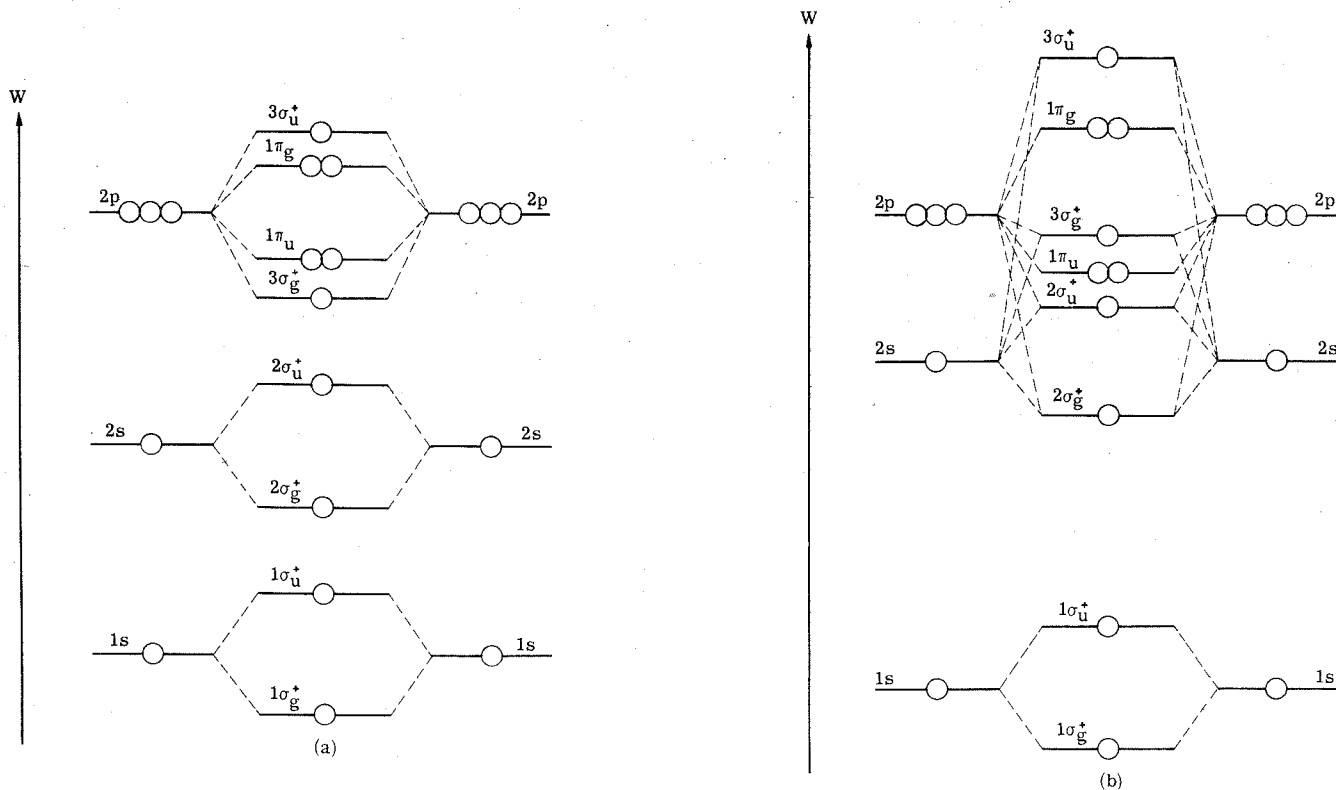 W
3σu+
1πg
2p 2p
1πu
3σg+
2σu+
2s 2s
2σg+
1σu+
1s 1s
1σg+
(a)
W
3σu+
1πg
2p 2p
3σg+
1πu
2σu+
2s 2s
2σg+
1σu+
1s 1s
1σg+
(b)